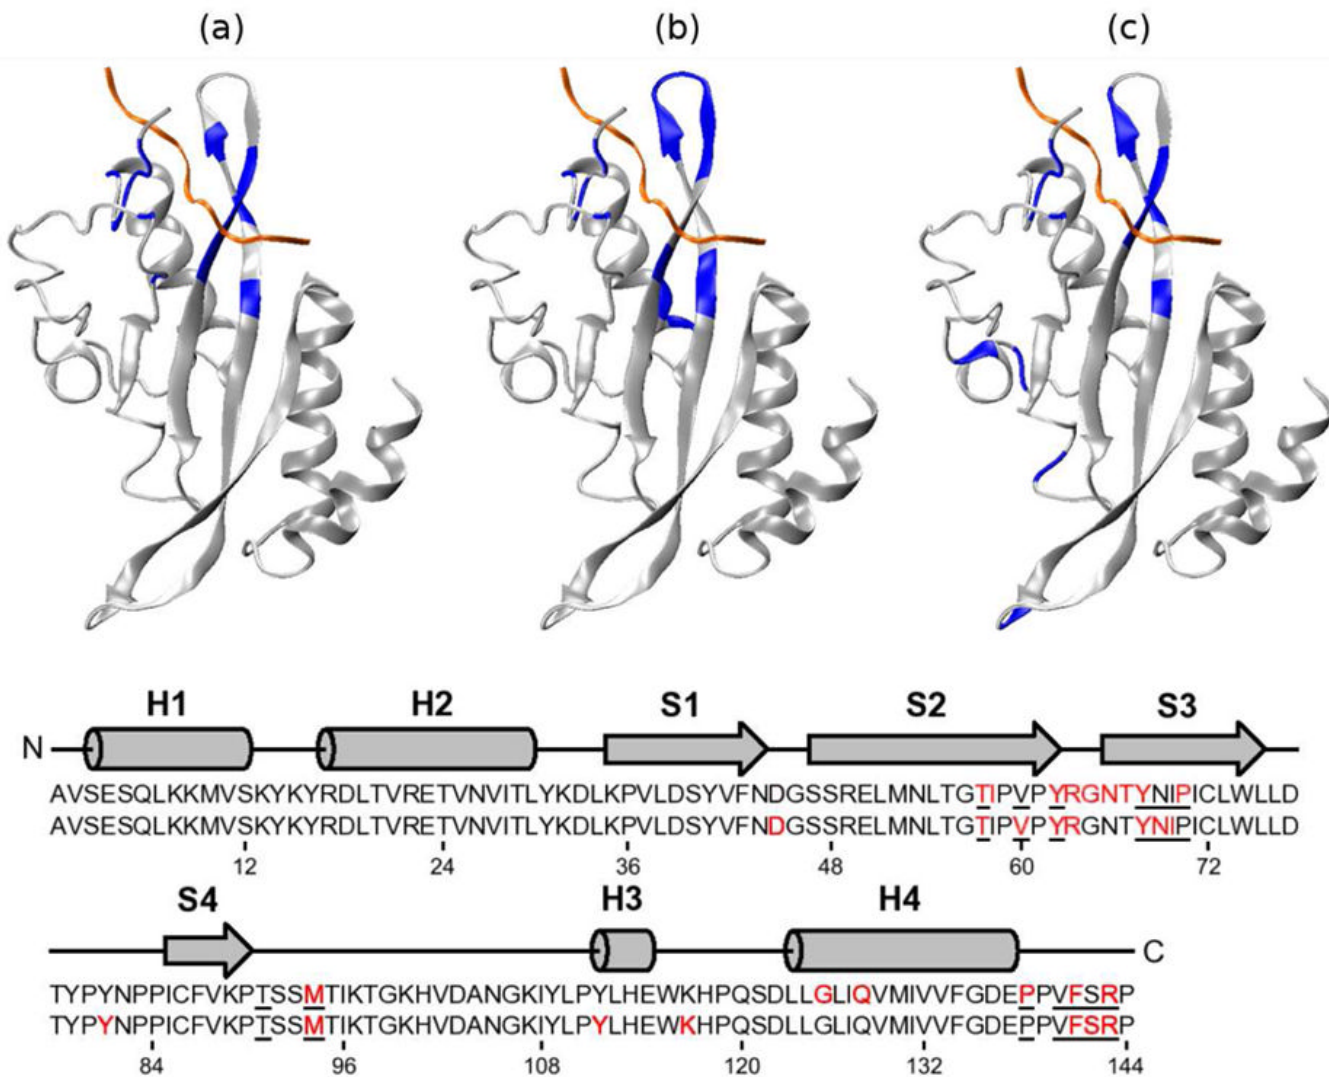 (a) (b) (c)
H1 H2 S1 S2 S3
N
AVSESQLKKMVSKYKYRDLTVRETVNVITLYKDLKPVLDSYVFNDGSSRELMNLTGTIPVPYRGNTYNIPICLWLLD
AVSESQLKKMVSKYKYRDLTVRETVNVITLYKDLKPVLDSYVFNDGSSRELMNLTGTIPVPYRGNTYNIPICLWLLD
12 24 36 48 60 72
S4 H3 H4
C
TYPYNPPICFVKPTSSMTIKTGKHVDANGKIYLPYLHEWKHPQSDLLGLIQVMIVVFGDEPPVFSRP
TYPYNPPICFVKPTSSMTIKTGKHVDANGKIYLPYLHEWKHPQSDLLGLIQVMIVVFGDEPPVFSRP
84 96 108 120 132 144